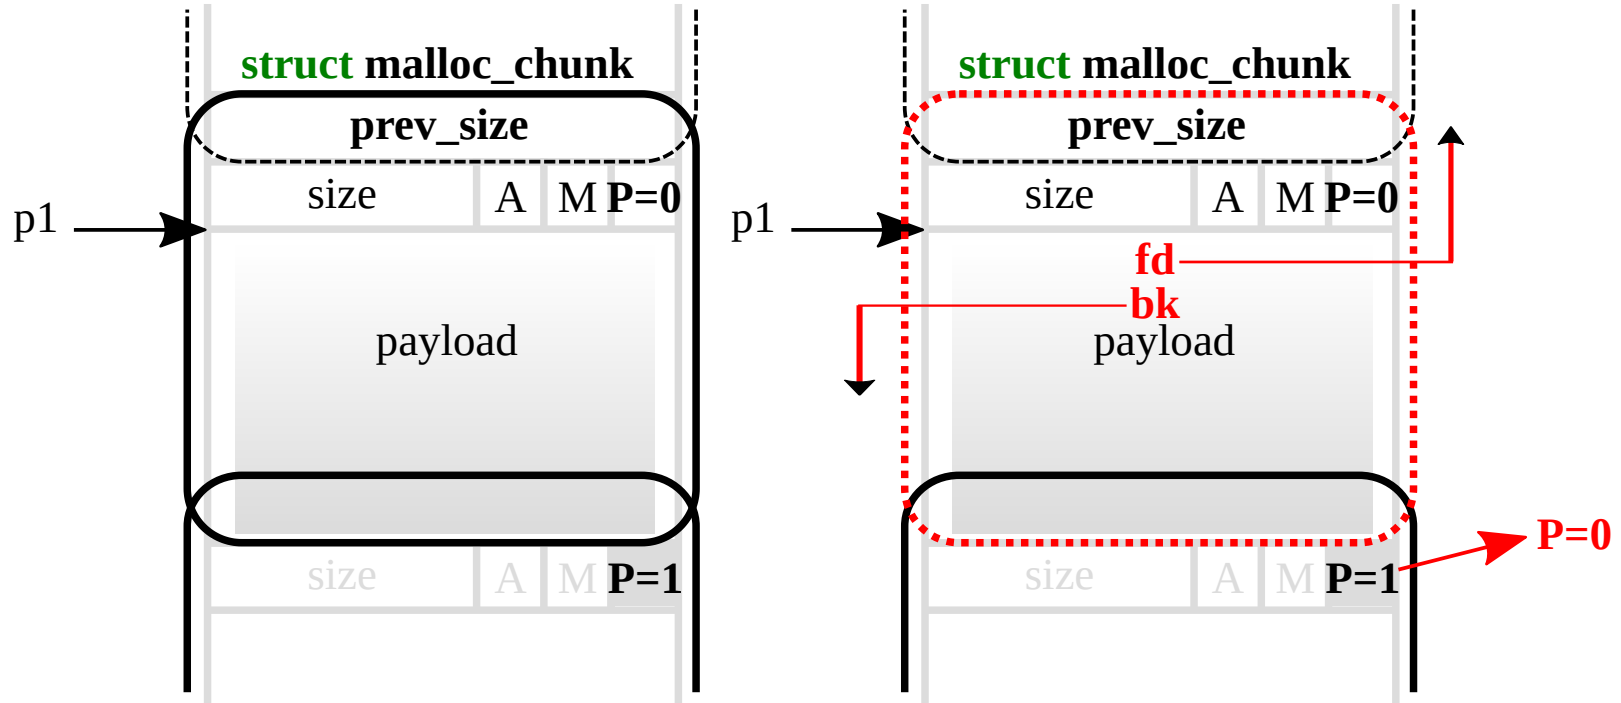 struct malloc_chunk
prev_size
size A M P=0
p1
payload
size A M P=1
struct malloc_chunk
prev_size
size A M P=0
p1
fd
bk
payload
P=0
size A M P=1